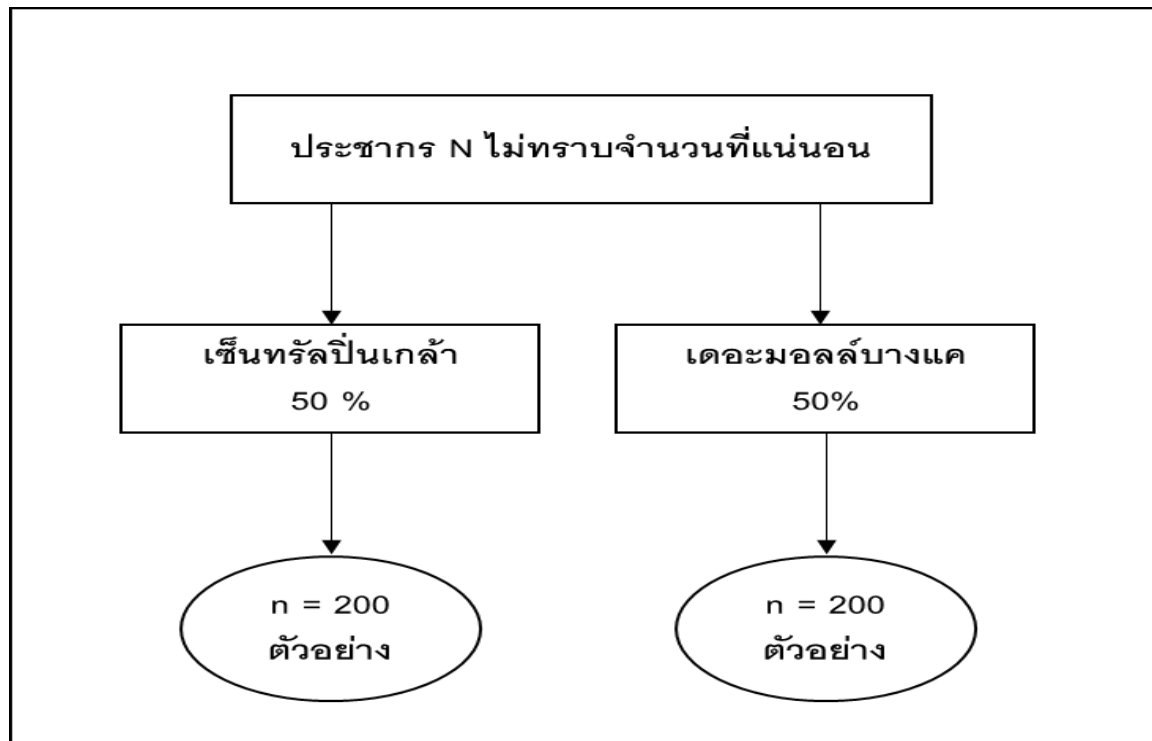 ประชากร N ไม่ทราบจำนวนที่แน่นอน
เซ็นทรัลปิ่นเกล้า
50 %
เดอะมอลล์บางแค
50%
n = 200
ตัวอย่าง
n = 200
ตัวอย่าง